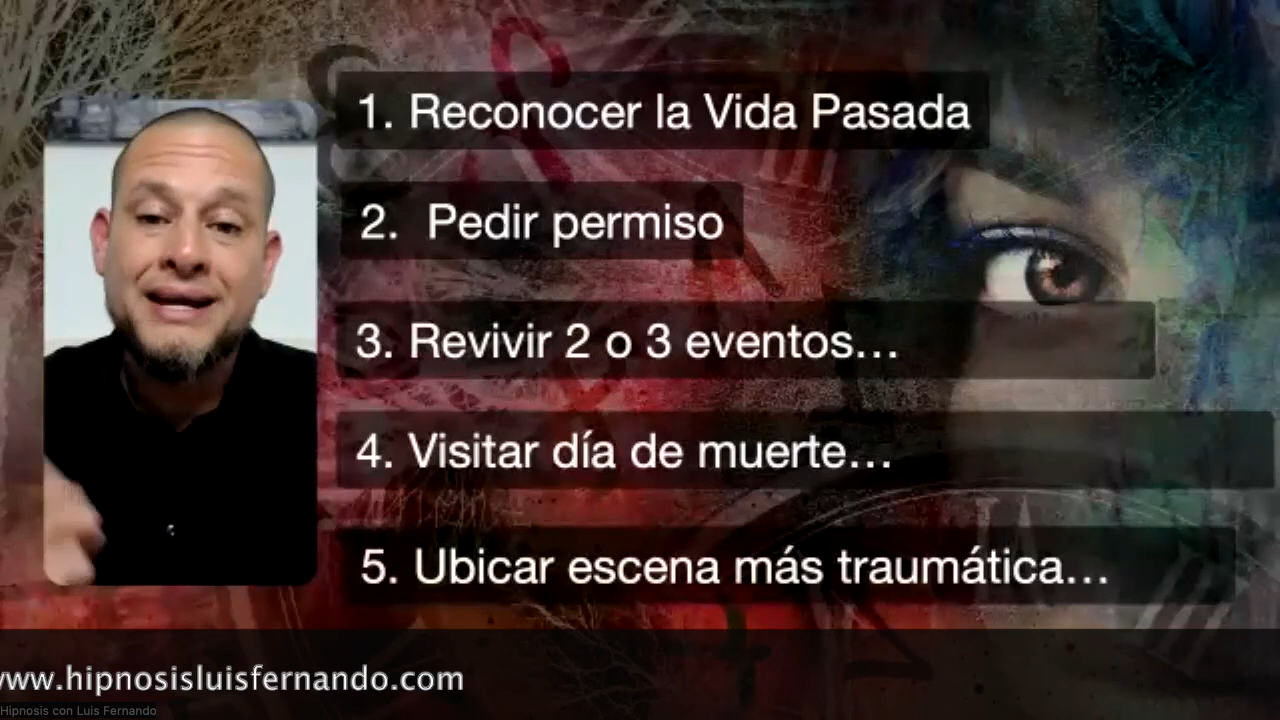 1. Reconocer la Vida Pasada
2. Pedir permiso
3. Revivir 2 o 3 eventos...
4. Visitar día de muerte...
5. Ubicar escena más traumática...
www.hipnosisluisfernando.com
Hipnosis con Luis Fernando